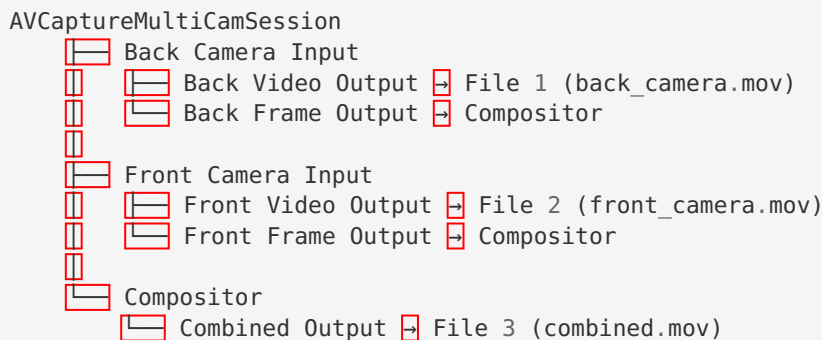 AVCaptureMultiCamSession
    ├── Back Camera Input
    │   ├── Back Video Output → File 1 (back_camera.mov)
    │   └── Back Frame Output → Compositor
    │
    ├── Front Camera Input
    │   ├── Front Video Output → File 2 (front_camera.mov)
    │   └── Front Frame Output → Compositor
    │
    └── Compositor
        └── Combined Output → File 3 (combined.mov)